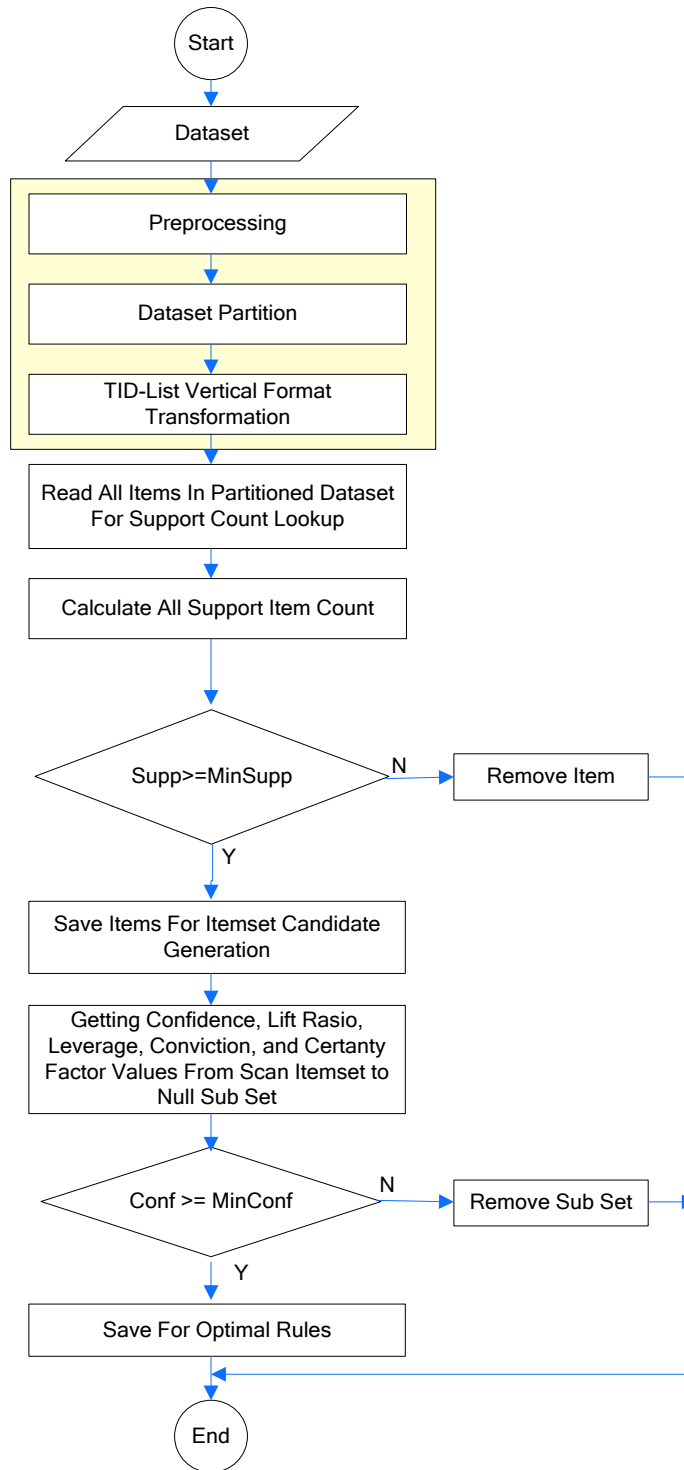 Start
Dataset
Preprocessing
Dataset Partition
TID-List Vertical Format
Transformation
Read All Items In Partitioned Dataset
For Support Count Lookup
Calculate All Support Item Count
Supp>=MinSupp
N
Remove Item
Y
Save Items For Itemset Candidate
Generation
Getting Confidence, Lift Rasio,
Leverage, Conviction, and Certanty
Factor Values From Scan Itemset to
Null Sub Set
Conf >= MinConf
N
Remove Sub Set
Y
Save For Optimal Rules
End